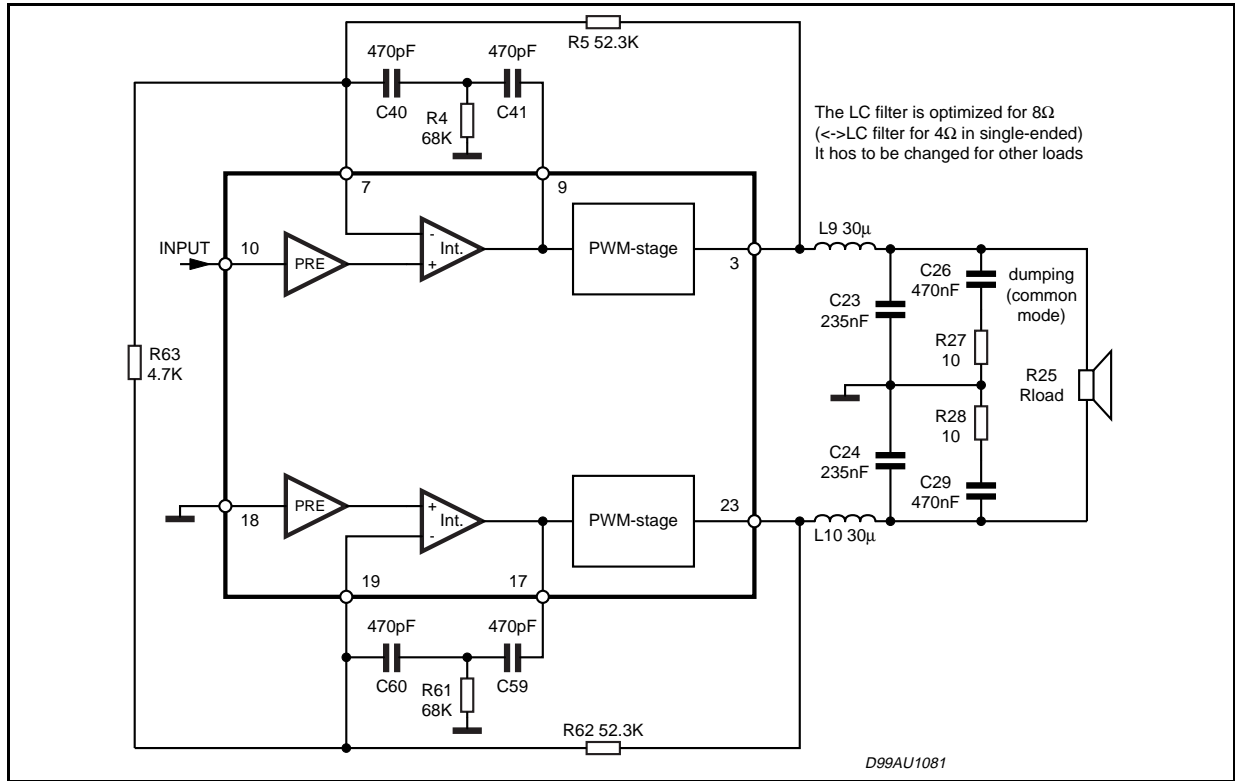 R5 52.3K
470pF
470pF
C40
C41
R4
68K
The LC filter is optimized for 8Ω
(<->LC filter for 4Ω in single-ended)
It hos to be changed for other loads
7
9
INPUT
10
PRE
-
+
Int.
PWM-stage
3
L9 30µ
C26
470nF
dumping
(common
mode)
C23
235nF
R27
10
R63
4.7K
R25
Rload
R28
10
C24
235nF
C29
470nF
18
PRE
+
-
Int.
PWM-stage
23
L10 30µ
19
17
470pF
470pF
C60
C59
R61
68K
R62 52.3K
D99AU1081